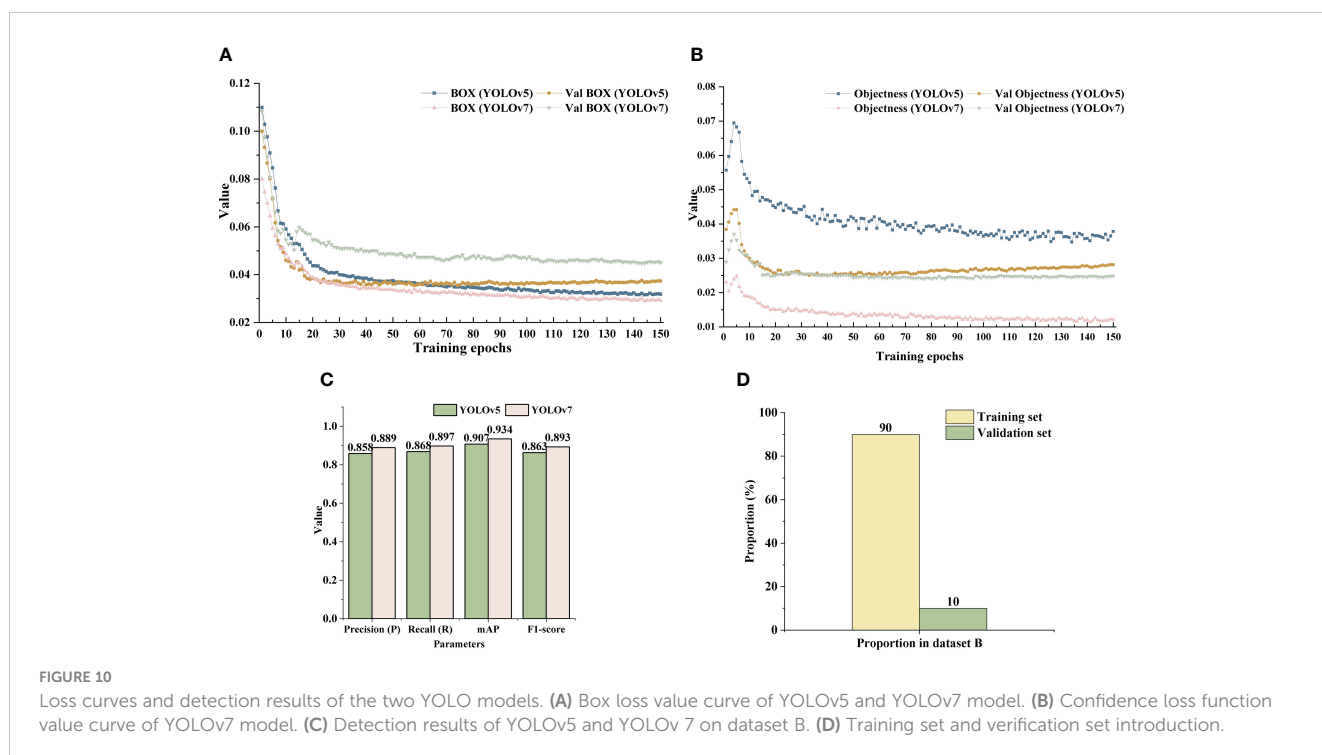 A
B
0.12
0.10
0.08
0.06
0.04
0.02
Value
BOX (YOLOv5)
Val BOX (YOLOv5)
BOX (YOLOv7)
Val BOX (YOLOv7)
0 10 20 30 40 50 60 70 80 90 100 110 120 130 140 150
Training epochs
0.08
0.07
0.06
0.05
0.04
0.03
0.02
0.01
Value
Objectness (YOLOv5)
Val Objectness (YOLOv5)
Objectness (YOLOv7)
Val Objectness (YOLOv7)
0 10 20 30 40 50 60 70 80 90 100 110 120 130 140 150
Training epochs
C
YOLOv5
YOLOv7
1.0
0.8
0.6
0.4
0.2
0.0
Value
0.858 0.889 0.868 0.897 0.907 0.934 0.863 0.893
Precision (P) Recall (R) mAP F1-score
Parameters
D
100
80
60
40
20
0
Proportion (%)
Training set
Validation set
90
10
Proportion in dataset B
FIGURE 10
Loss curves and detection results of the two YOLO models. (A) Box loss value curve of YOLOv5 and YOLOv7 model. (B) Confidence loss function
value curve of YOLOv7 model. (C) Detection results of YOLOv5 and YOLOv 7 on dataset B. (D) Training set and verification set introduction.